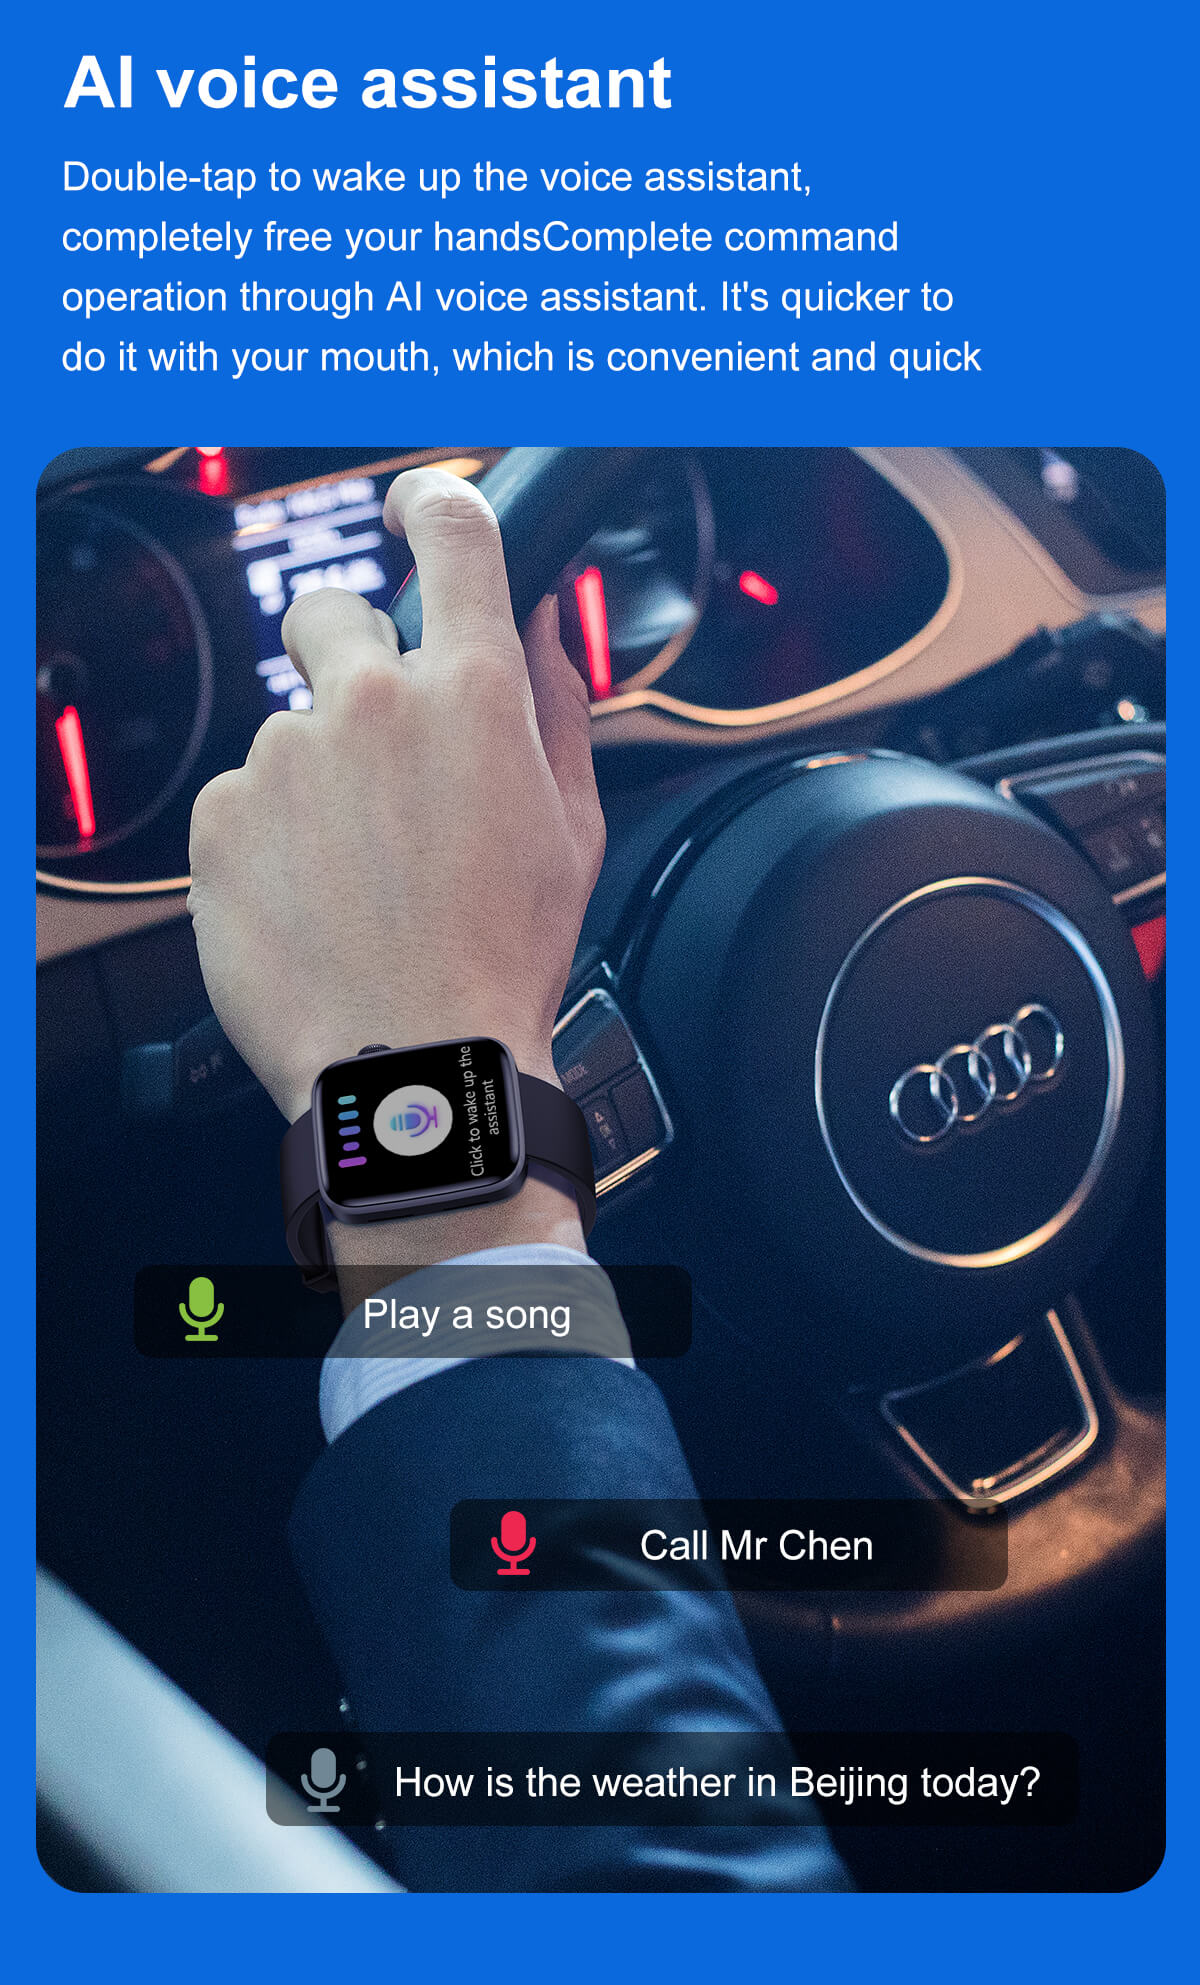 AI voice assistant
Double-tap to wake up the voice assistant,
completely free your handsComplete command
operation through AI voice assistant. It's quicker to
do it with your mouth, which is convenient and quick
Click to wake up the
assistant
MODE
Play a song
Call Mr Chen
How is the weather in Beijing today?